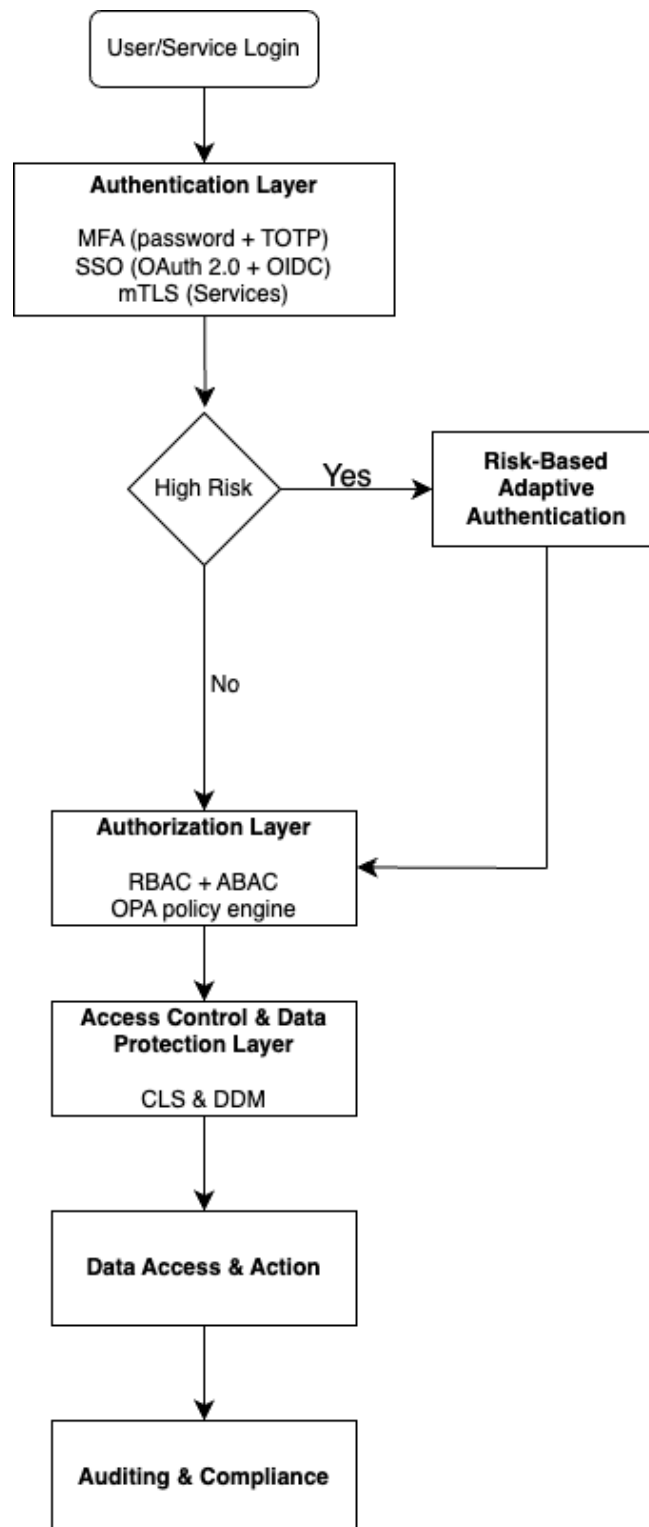 User/Service Login
Authentication Layer
MFA (password + TOTP)
SSO (OAuth 2.0 + OIDC)
mTLS (Services)
High Risk
Yes
Risk-Based
Adaptive
Authentication
No
Authorization Layer
RBAC + ABAC
OPA policy engine
Access Control & Data
Protection Layer
CLS & DDM
Data Access & Action
Auditing & Compliance